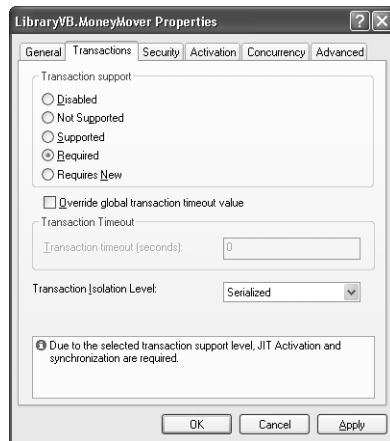 LibraryVB.MoneyMover Properties
General Transactions Security Activation Concurrency Advanced
Transaction support
Disabled
Not Supported
Supported
Required
Requires New
Override global transaction timeout value
Transaction Timeout
Transaction timeout (seconds): 0
Transaction Isolation Level: Serialized
Due to the selected transaction support level, JIT Activation and
synchronization are required.
OK Cancel Apply